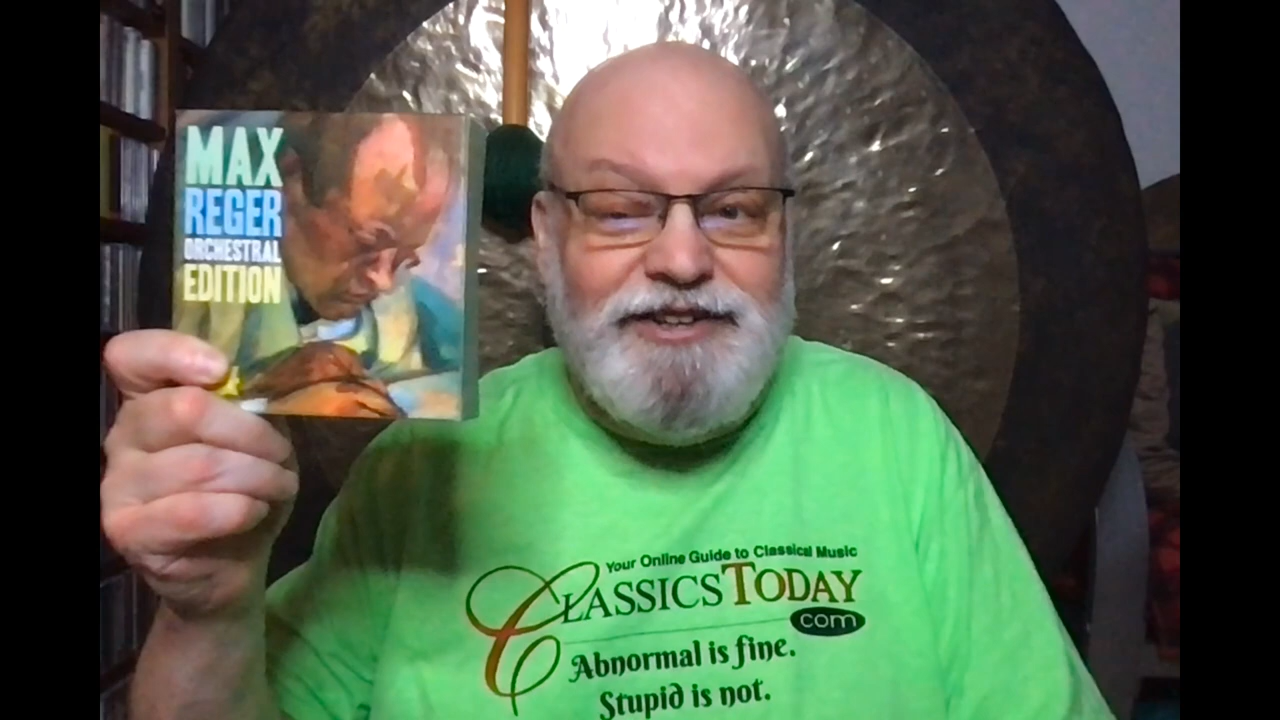 MAX
REGER
ORCHESTRAL
EDITION
Your Online Guide to Classical Music
CLASSICSTODAY
com
Abnormal is fine.
Stupid is not.